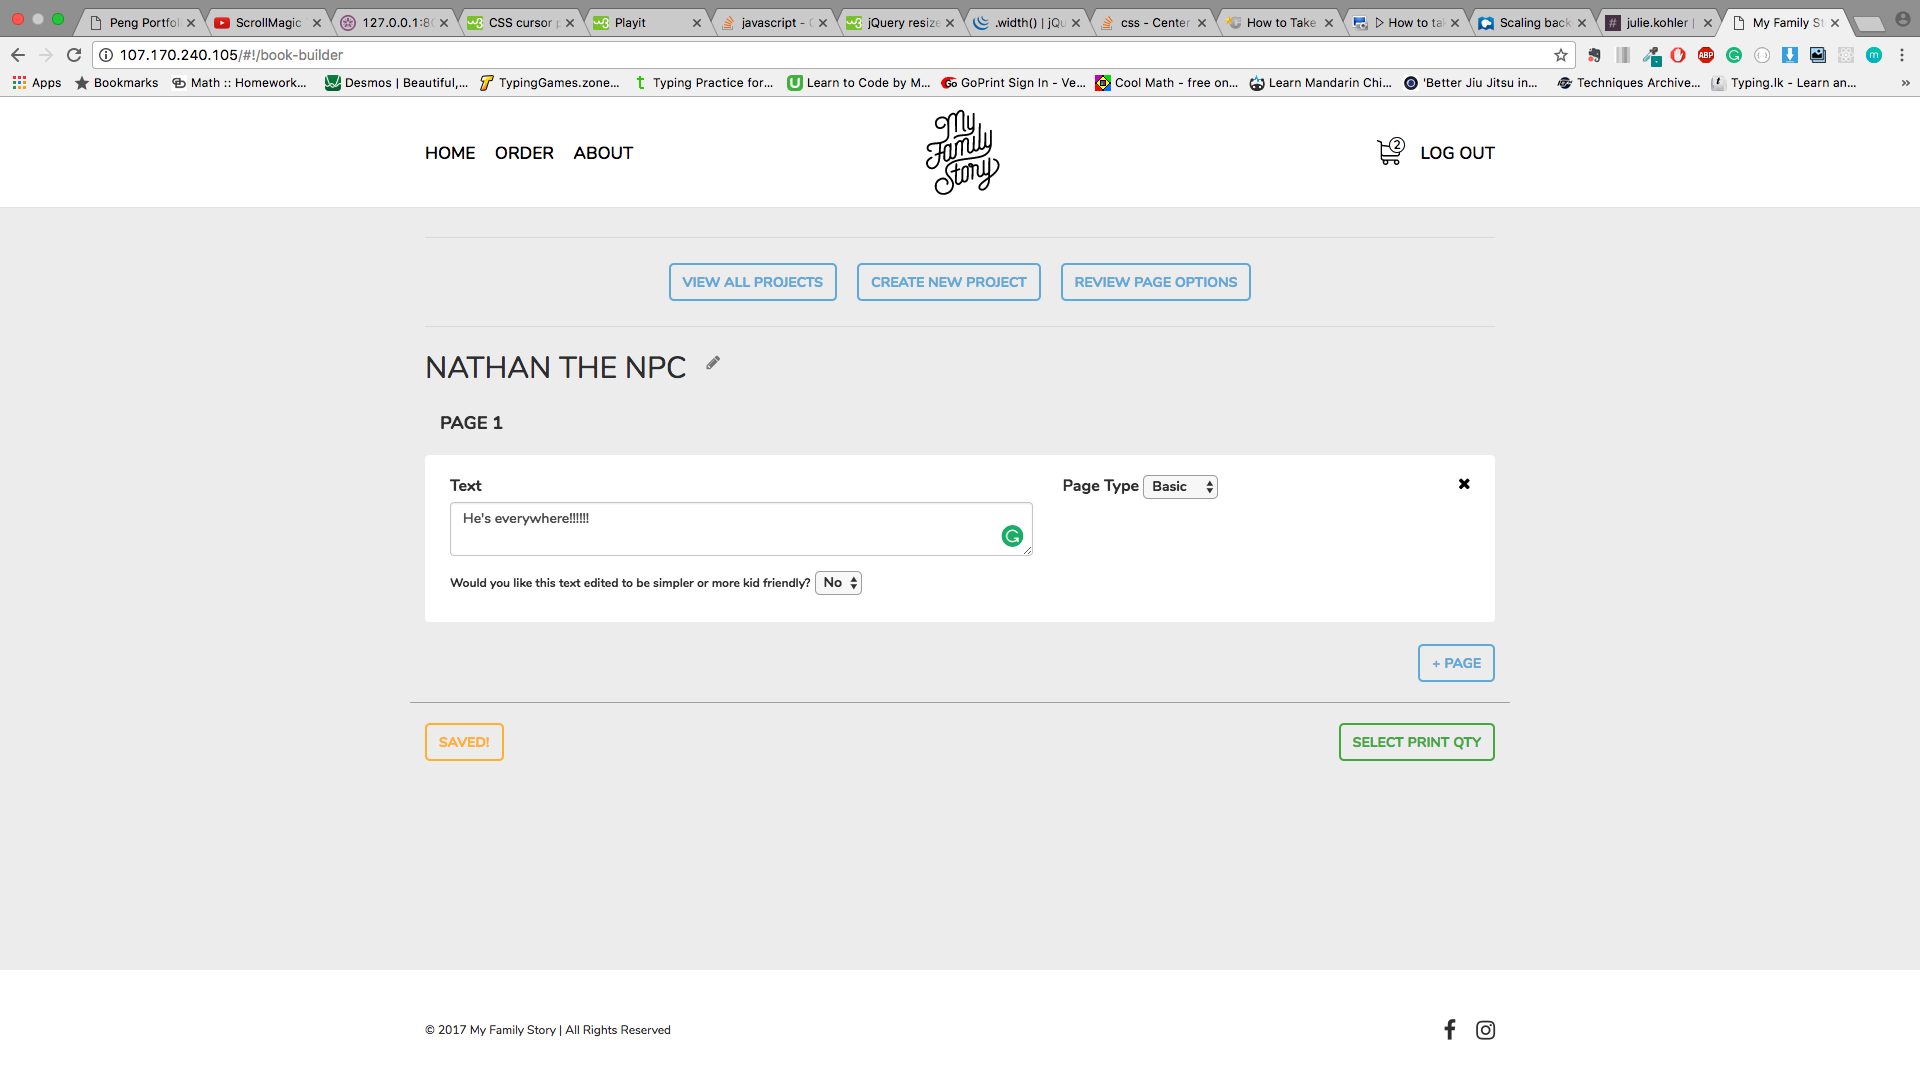 Peng Portfol
ScrollMagic
127.0.0.1:80
CSS cursor p
Playit
javascript - C
jQuery resize
.width() | jQu
css - Center
How to Take
How to tak
Scaling back
julie.kohler |
My Family St
107.170.240.105/#!/book-builder
Apps
Bookmarks
Math :: Homework...
Desmos | Beautiful,...
TypingGames.zone...
Typing Practice for...
Learn to Code by M...
GoPrint Sign In - Ve...
Cool Math - free on...
Learn Mandarin Chi...
'Better Jiu Jitsu in...
Techniques Archive...
Typing.lk - Learn an...
HOME ORDER ABOUT
My
Family
Story
2
LOG OUT
VIEW ALL PROJECTS
CREATE NEW PROJECT
REVIEW PAGE OPTIONS
NATHAN THE NPC
PAGE 1
Text
Page Type Basic
He's everywhere!!!!!!
Would you like this text edited to be simpler or more kid friendly? No
+ PAGE
SAVED!
SELECT PRINT QTY
© 2017 My Family Story | All Rights Reserved